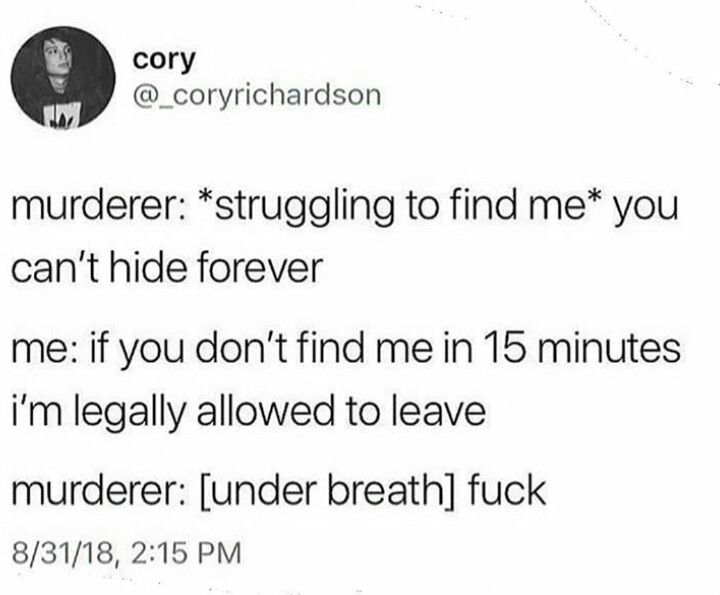 cory
@_coryrichardson
murderer: *struggling to find me* you
can't hide forever
me: if you don't find me in 15 minutes
i'm legally allowed to leave
murderer: [under breath] fuck
8/31/18, 2:15 PM